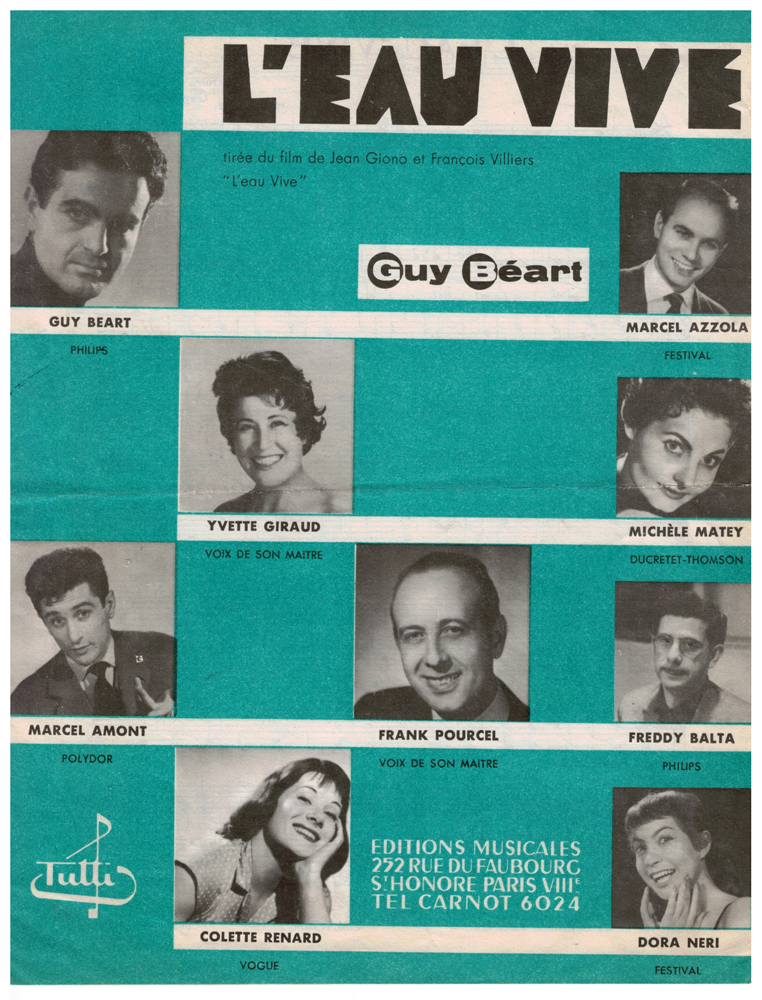 L'EAU VIVE
tirée du film de Jean Giono et François Villiers
"L'eau Vive"
Guy Béart
GUY BEART
PHILIPS
MARCEL AZZOLA
FESTIVAL
YVETTE GIRAUD
VOIX DE SON MAITRE
MICHÈLE MATEY
DUCRETET-THOMSON
MARCEL AMONT
POLYDOR
FRANK POURCEL
VOIX DE SON MAITRE
FREDDY BALTA
PHILIPS
Tutti
COLETTE RENARD
VOGUE
EDITIONS MUSICALES
252 RUE DU FAUBOURG
S^T HONORE PARIS VIII^E
TEL CARNOT 6024
DORA NERI
FESTIVAL